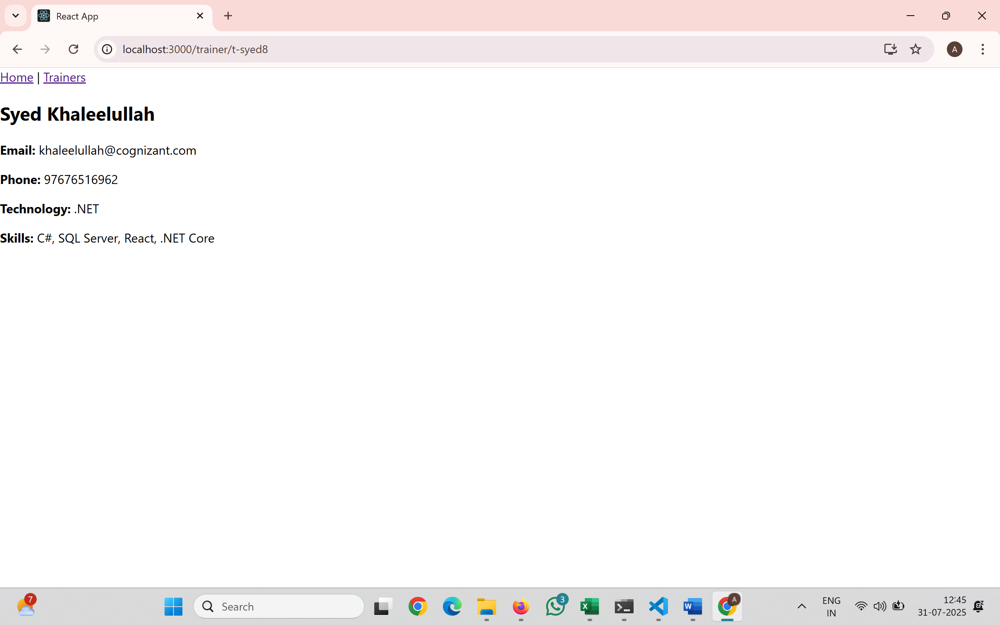 React App
localhost:3000/trainer/t-syed8
A
Home | Trainers
Syed Khaleelullah
Email: khaleelullah@cognizant.com
Phone: 97676516962
Technology: .NET
Skills: C#, SQL Server, React, .NET Core
7
Search
3
X
W
A
ENG
IN
12:45
31-07-2025